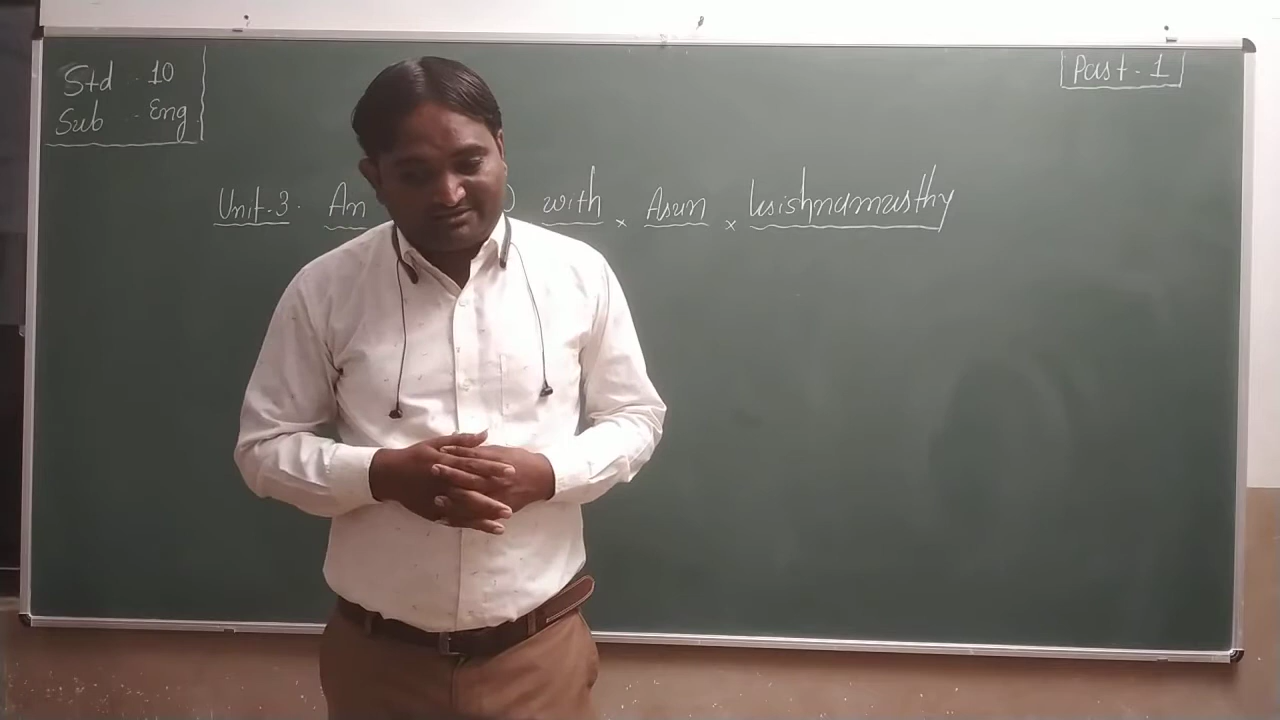 Std - 10
Sub - Eng
Part - 1
Unit-3. An with Arun krishnamurthy